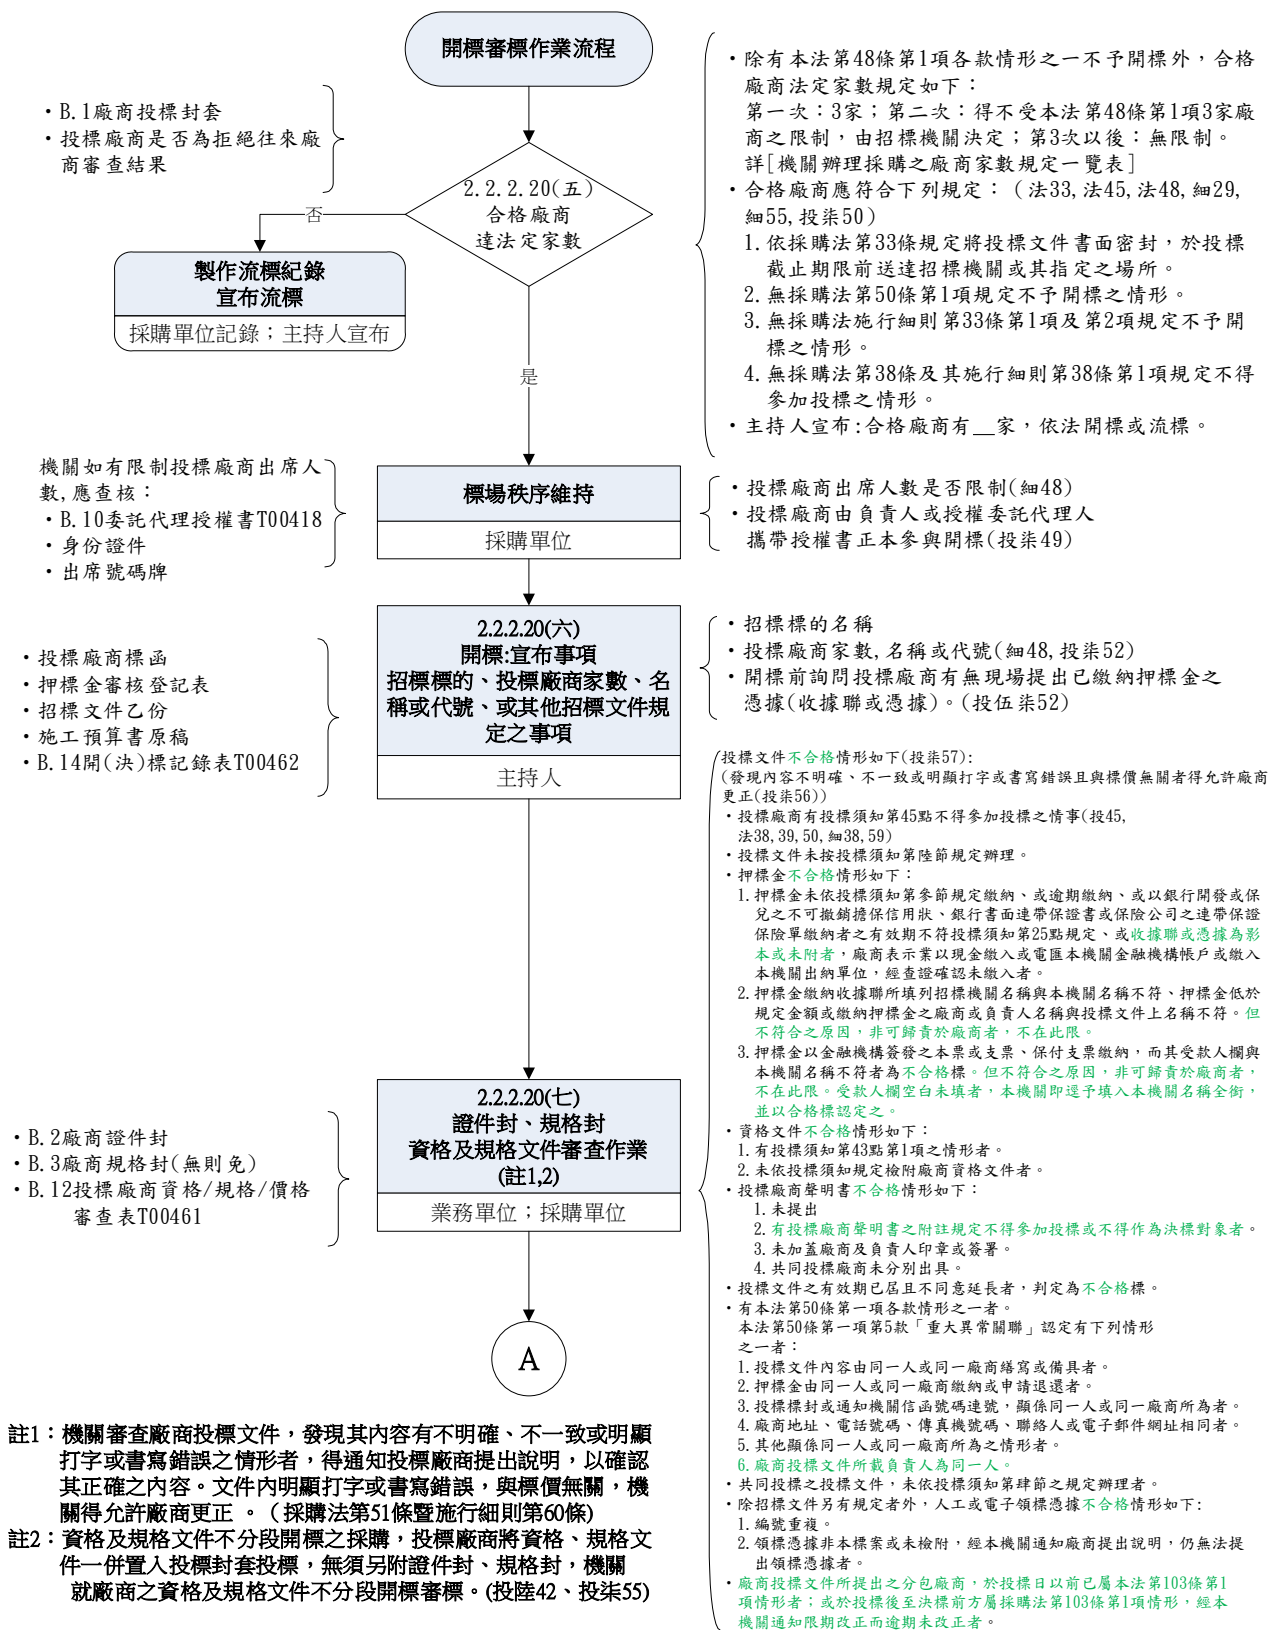 開標審標作業流程
・B.1廠商投標封套
・投標廠商是否為拒絕往來廠
商審查結果
2.2.2.20(五)
合格廠商
達法定家數
否
製作流標紀錄
宣布流標
採購單位記錄；主持人宣布
是
・除有本法第48條第1項各款情形之一不予開標外，合格
廠商法定家數規定如下：
第一次：3家；第二次：得不受本法第48條第1項3家廠
商之限制，由招標機關決定；第3次以後：無限制。
詳[機關辦理採購之廠商家數規定一覽表]
・合格廠商應符合下列規定：（法33,法45,法48,細29,
細55,投柒50）
1.依採購法第33條規定將投標文件書面密封，於投標
截止期限前送達招標機關或其指定之場所。
2.無採購法第50條第1項規定不予開標之情形。
3.無採購法施行細則第33條第1項及第2項規定不予開
標之情形。
4.無採購法第38條及其施行細則第38條第1項規定不得
參加投標之情形。
・主持人宣布:合格廠商有__家，依法開標或流標。
機關如有限制投標廠商出席人
數,應查核：
・B.10委託代理授權書T00418
・身份證件
・出席號碼牌
標場秩序維持
採購單位
・投標廠商出席人數是否限制(細48)
・投標廠商由負責人或授權委託代理人
攜帶授權書正本參與開標(投柒49)
・投標廠商標函
・押標金審核登記表
・招標文件乙份
・施工預算書原稿
・B.14開(決)標記錄表T00462
2.2.2.20(六)
開標:宣布事項
招標標的、投標廠商家數、名
稱或代號、或其他招標文件規
定之事項
主持人
・招標標的名稱
・投標廠商家數,名稱或代號(細48,投柒52)
・開標前詢問投標廠商有無現場提出已繳納押標金之
憑據(收據聯或憑據)。(投伍柒52)
・B.2廠商證件封
・B.3廠商規格封(無則免)
・B.12投標廠商資格/規格/價格
審查表T00461
2.2.2.20(七)
證件封、規格封
資格及規格文件審查作業
(註1,2)
業務單位；採購單位
A
投標文件不合格情形如下(投柒57):
(發現內容不明確、不一致或明顯打字或書寫錯誤且與標價無關者得允許廠商
更正(投柒56))
・投標廠商有投標須知第45點不得參加投標之情事(投45,
法38,39,50,細38,59)
・投標文件未按投標須知第陸節規定辦理。
・押標金不合格情形如下：
1.押標金未依投標須知第參節規定繳納、或逾期繳納、或以銀行開發或保
兌之不可撤銷擔保信用狀、銀行書面連帶保證書或保險公司之連帶保證
保險單繳納者之有效期不符投標須知第25點規定、或收據聯或憑據為影
本或未附者，廠商表示業以現金繳入或電匯本機關金融機構帳戶或繳入
本機關出納單位，經查證確認未繳入者。
2.押標金繳納收據聯所填列招標機關名稱與本機關名稱不符、押標金低於
規定金額或繳納押標金之廠商或負責人名稱與投標文件上名稱不符。但
不符合之原因，非可歸責於廠商者，不在此限。
3.押標金以金融機構簽發之本票或支票、保付支票繳納，而其受款人欄與
本機關名稱不符者為不合格標。但不符合之原因，非可歸責於廠商者，
不在此限。受款人欄空白未填者，本機關即逕予填入本機關名稱全銜，
並以合格標認定之。
・資格文件不合格情形如下：
1.有投標須知第43點第1項之情形者。
2.未依投標須知規定檢附廠商資格文件者。
・投標廠商聲明書不合格情形如下：
1.未提出
2.有投標廠商聲明書之附註規定不得參加投標或不得作為決標對象者。
3.未加蓋廠商及負責人印章或簽署。
4.共同投標廠商未分別出具。
・投標文件之有效期已屆且不同意延長者，判定為不合格標。
・有本法第50條第一項各款情形之一者。
本法第50條第一項第5款「重大異常關聯」認定有下列情形
之一者：
1.投標文件內容由同一人或同一廠商繕寫或備具者。
2.押標金由同一人或同一廠商繳納或申請退還者。
3.投標標封或通知機關信函號碼連號，顯係同一人或同一廠商所為者。
4.廠商地址、電話號碼、傳真機號碼、聯絡人或電子郵件網址相同者。
5.其他顯係同一人或同一廠商所為之情形者。
6.廠商投標文件所載負責人為同一人。
・共同投標之投標文件，未依投標須知第肆節之規定辦理者。
・除招標文件另有規定者外，人工或電子領標憑據不合格情形如下:
1.編號重複。
2.領標憑據非本標案或未檢附，經本機關通知廠商提出說明，仍無法提
出領標憑據者。
・廠商投標文件所提出之分包廠商，於投標日以前已屬本法第103條第1
項情形者；或於投標後至決標前方屬採購法第103條第1項情形，經本
機關通知限期改正而逾期未改正者。
註1：機關審查廠商投標文件，發現其內容有不明確、不一致或明顯
打字或書寫錯誤之情形者，得通知投標廠商提出說明，以確認
其正確之內容。文件內明顯打字或書寫錯誤，與標價無關，機
關得允許廠商更正 。（採購法第51條暨施行細則第60條）
註2：資格及規格文件不分段開標之採購，投標廠商將資格、規格文
件一併置入投標封套投標，無須另附證件封、規格封，機關
就廠商之資格及規格文件不分段開標審標。(投陸42、投柒55)